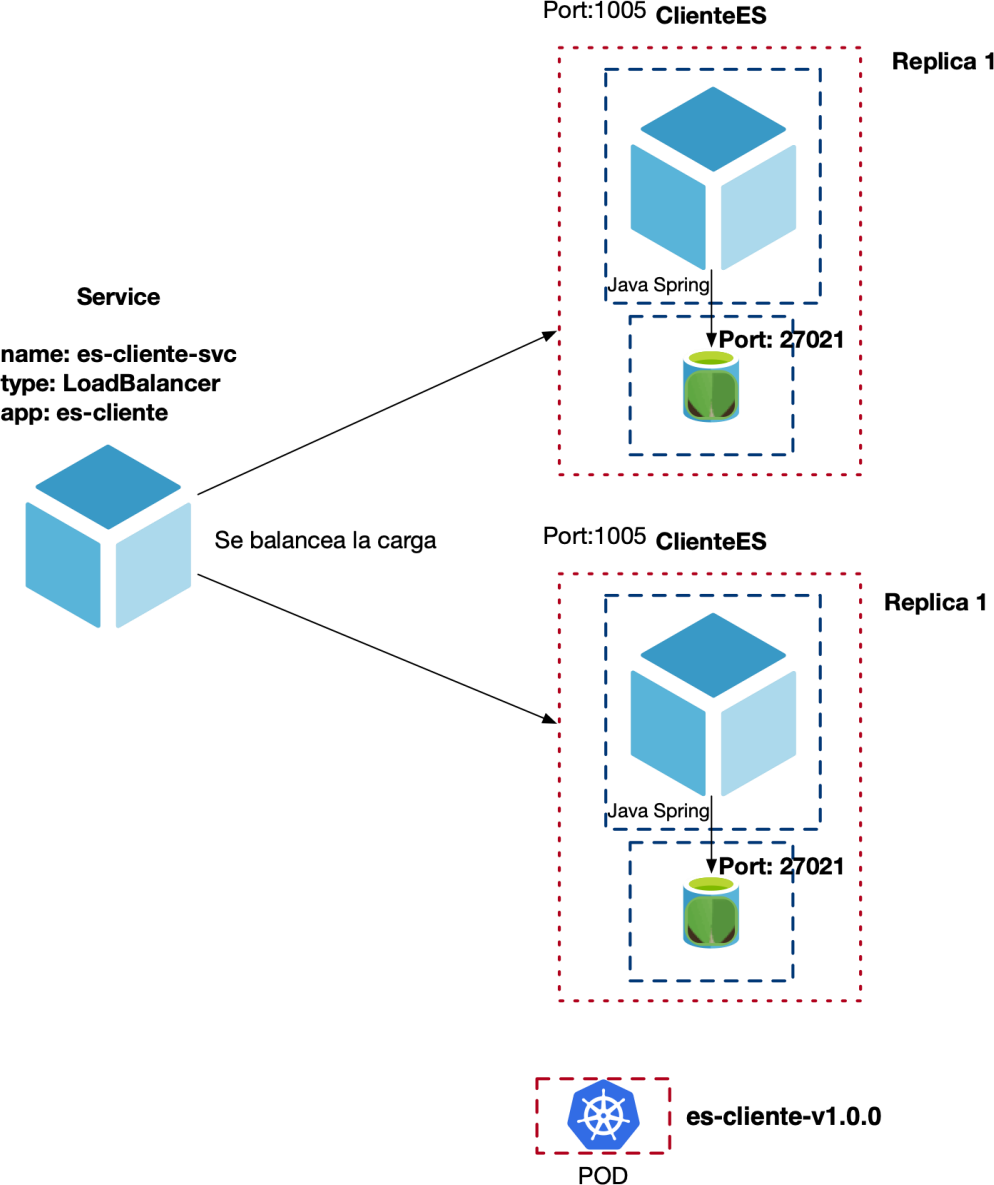 Port:1005 ClienteES
Replica 1
Java Spring
Port: 27021
Service
name: es-cliente-svc
type: LoadBalancer
app: es-cliente
Se balancea la carga
Port:1005 ClienteES
Replica 1
Java Spring
Port: 27021
es-cliente-v1.0.0
POD